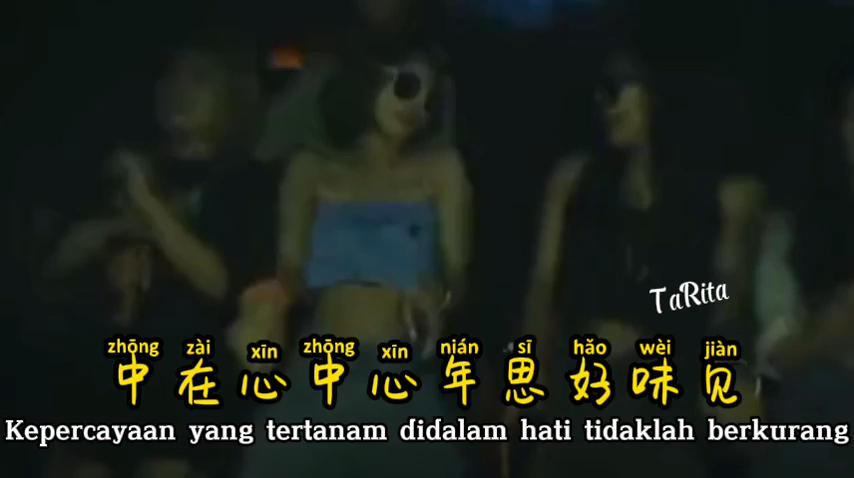 TaRita
zhōng zài xīn zhōng xīn nián sī hǎo wèi jiàn
中在心中心年思好味见
Kepercayaan yang tertanam didalam hati tidaklah berkurang